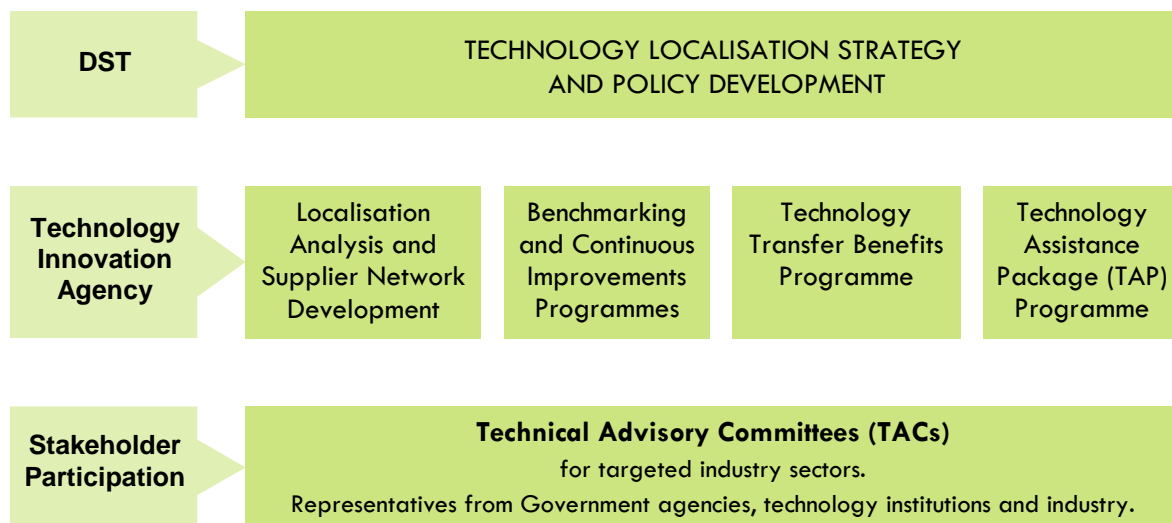 DST
TECHNOLOGY LOCALISATION STRATEGY
AND POLICY DEVELOPMENT
Technology
Innovation
Agency
Localisation
Analysis and
Supplier Network
Development
Benchmarking
and Continuous
Improvements
Programmes
Technology
Transfer Benefits
Programme
Technology
Assistance
Package (TAP)
Programme
Stakeholder
Participation
Technical Advisory Committees (TACs)
for targeted industry sectors.
Representatives from Government agencies, technology institutions and industry.